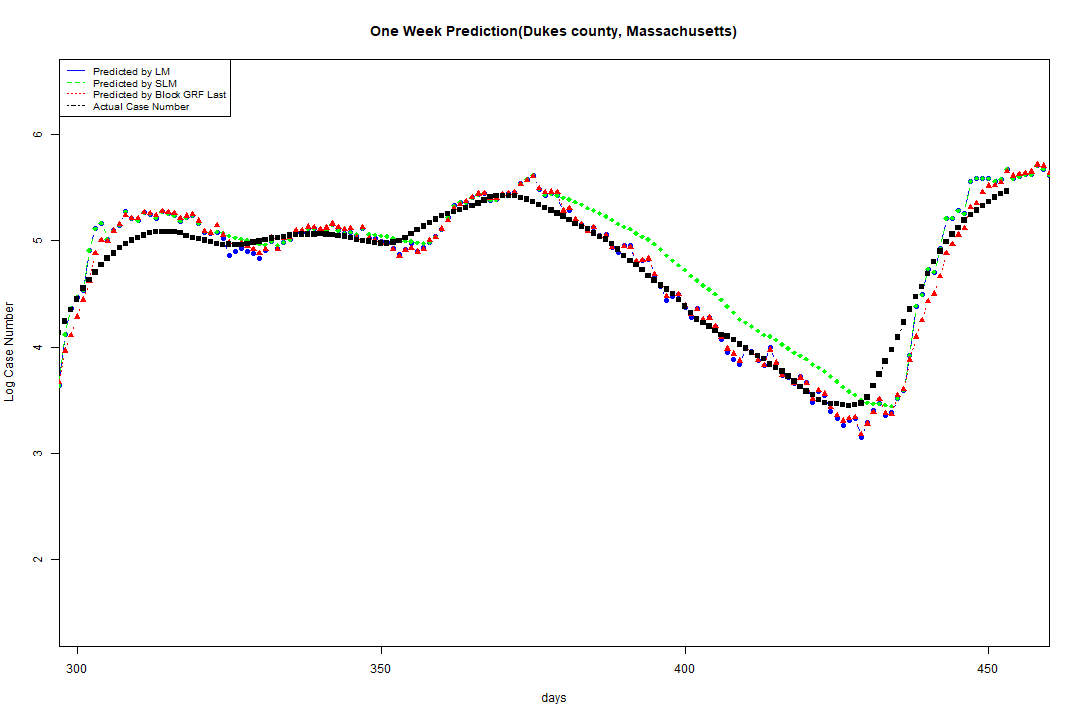 One Week Prediction(Dukes county, Massachusetts)
Predicted by LM
Predicted by SLM
Predicted by Block GRF Last
Actual Case Number
6
5
4
3
2
Log Case Number
300 350 400 450
days